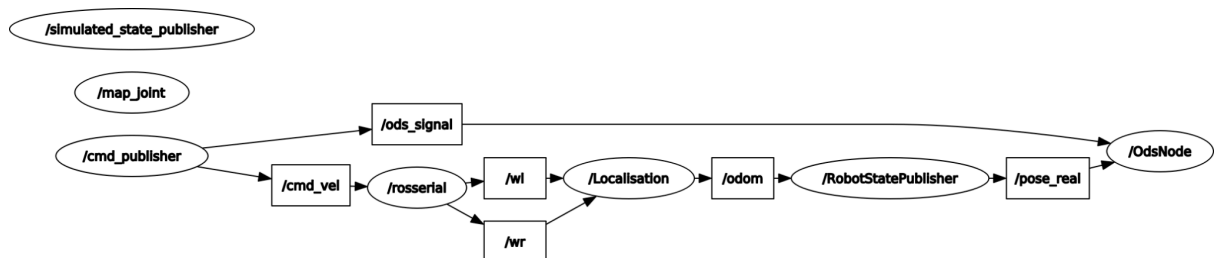 /simulated_state_publisher
/map_joint
/cmd_publisher
/ods_signal
/cmd_vel
/rosserial
/wl
/wr
/Localisation
/odom
/RobotStatePublisher
/pose_real
/OdsNode